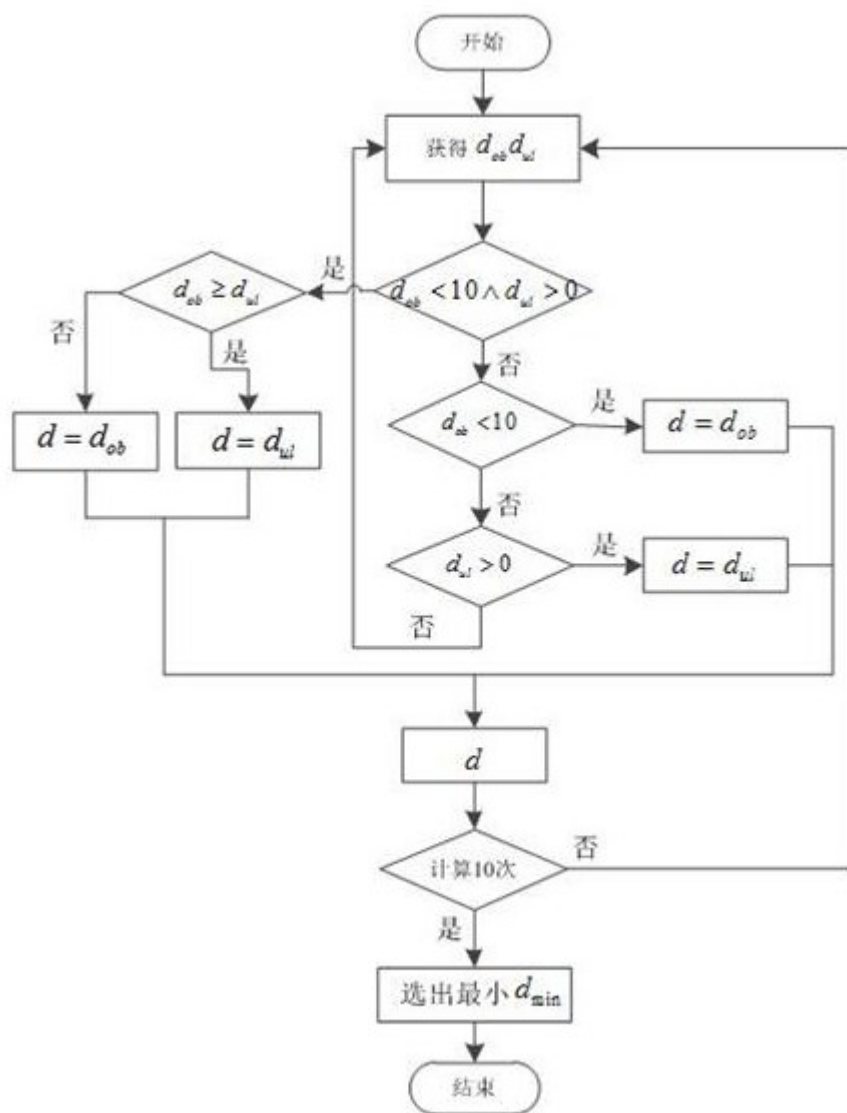 开始
获得 d_ob d_ul
d_ob < 10 ∧ d_ul > 0
是
d_ob ≥ d_ul
否
是
否
d_ob < 10
是
d = d_ob
d = d_ob
d = d_ul
否
d_ul > 0
是
d = d_ul
否
d
计算10次
否
是
选出最小 d_min
结束